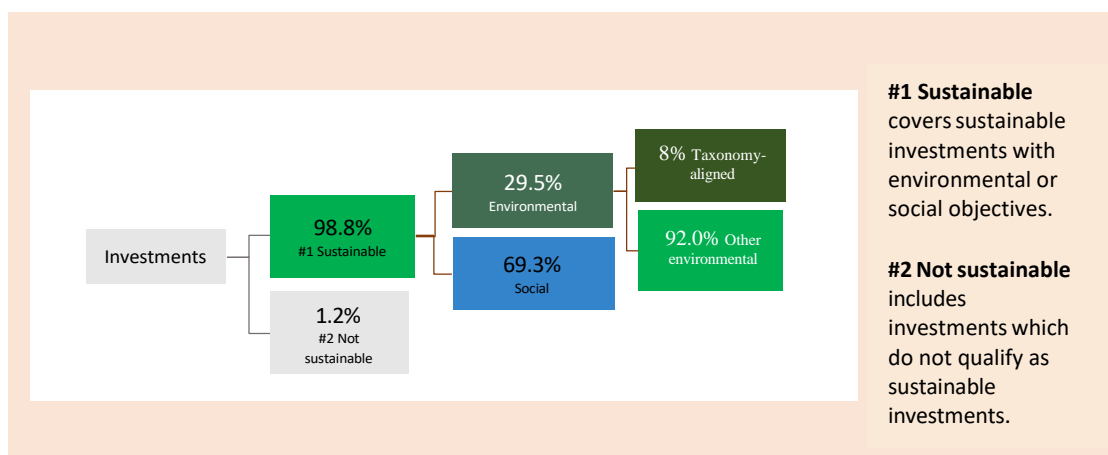 Investments
98.8%
#1 Sustainable
1.2%
#2 Not
sustainable
29.5%
Environmental
69.3%
Social
8% Taxonomy-
aligned
92.0% Other
environmental
#1 Sustainable
covers sustainable
investments with
environmental or
social objectives.
#2 Not sustainable
includes
investments which
do not qualify as
sustainable
investments.